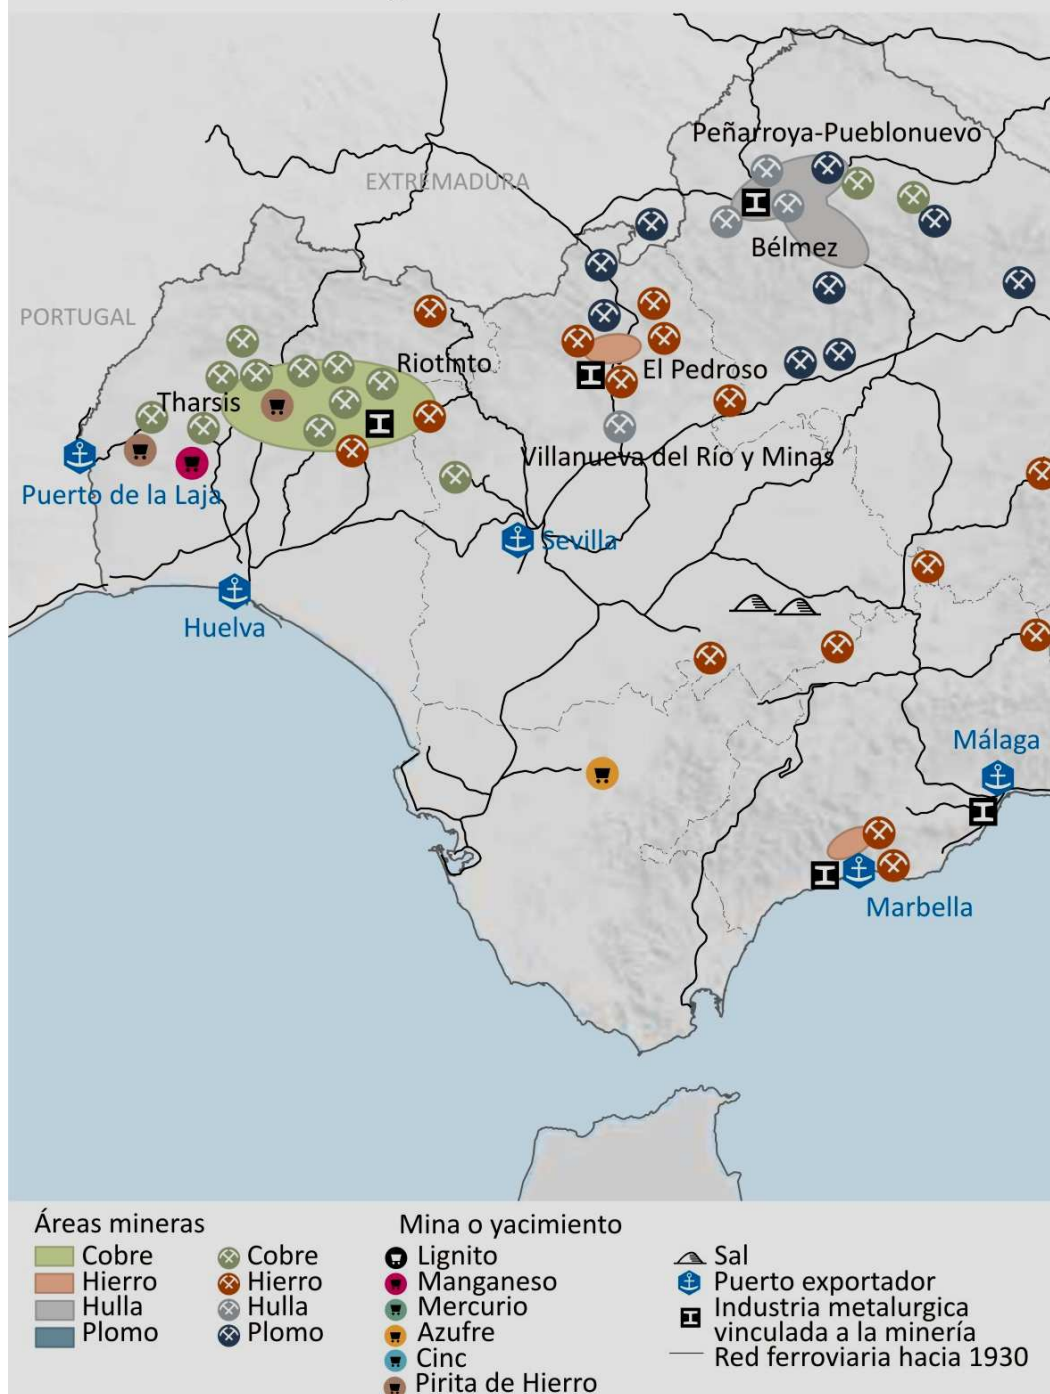 Peñarroya-Pueblonuevo
EXTREMADURA
Bélmez
PORTUGAL
Riotinto
El Pedroso
Tharsis
Villanueva del Río y Minas
Puerto de la Laja
Sevilla
Huelva
Málaga
Marbella
Áreas mineras
Cobre
Hierro
Hulla
Plomo
Mina o yacimiento
Cobre
Hierro
Hulla
Plomo
Lignito
Manganeso
Mercurio
Azufre
Cinc
Pirita de Hierro
Sal
Puerto exportador
Industria metalurgica
vinculada a la minería
Red ferroviaria hacia 1930